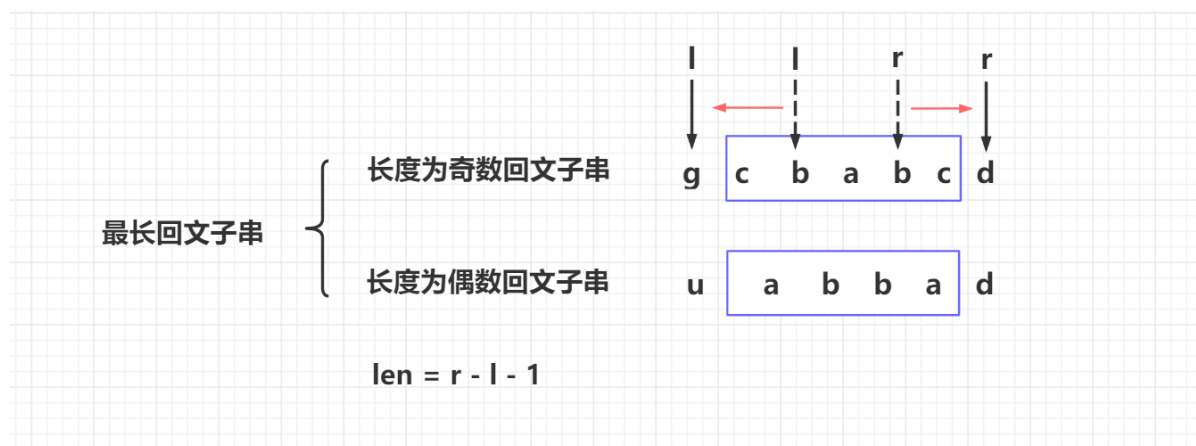 l l r r
长度为奇数回文子串 g c b a b c d
最长回文子串
长度为偶数回文子串 u a b b a d
len = r - l - 1